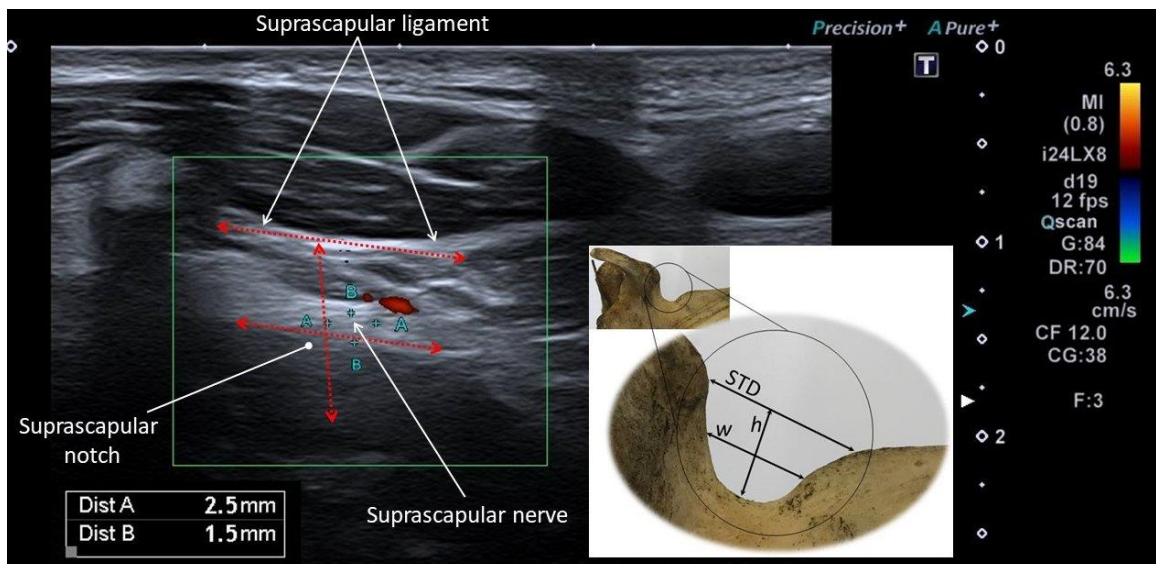 Suprascapular ligament
Precision+ A Pure+
T
0
6.3
MI
(0.8)
i24LX8
d19
12 fps
Qscan
G:84
DR:70
1
6.3
cm/s
CF 12.0
CG:38
F:3
2
B
A A
B
STD
h
w
Suprascapular
notch
Suprascapular nerve
Dist A 2.5mm
Dist B 1.5mm